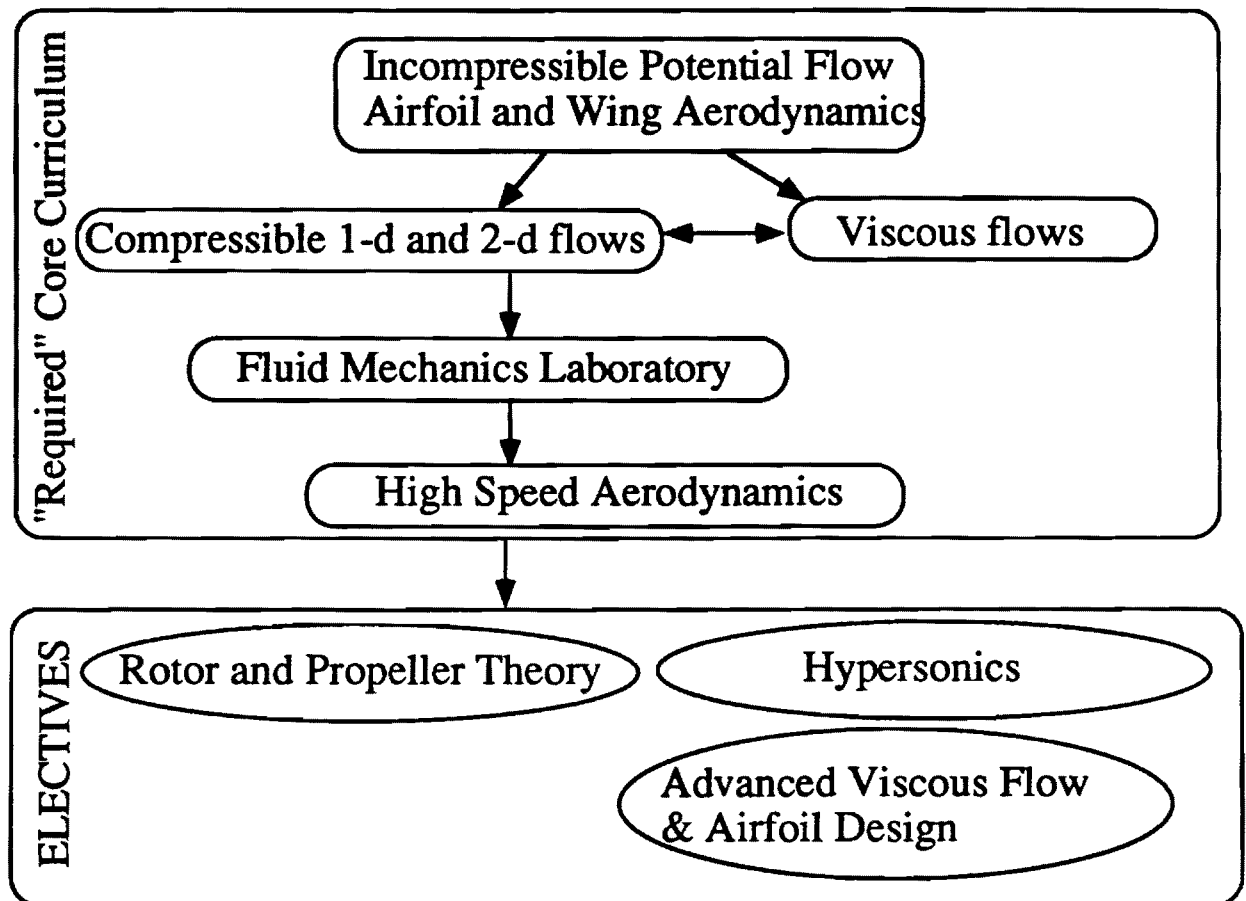 "Required" Core Curriculum
Incompressible Potential Flow
Airfoil and Wing Aerodynamics
Compressible 1-d and 2-d flows
Viscous flows
Fluid Mechanics Laboratory
High Speed Aerodynamics
ELECTIVES
Rotor and Propeller Theory
Hypersonics
Advanced Viscous Flow
& Airfoil Design